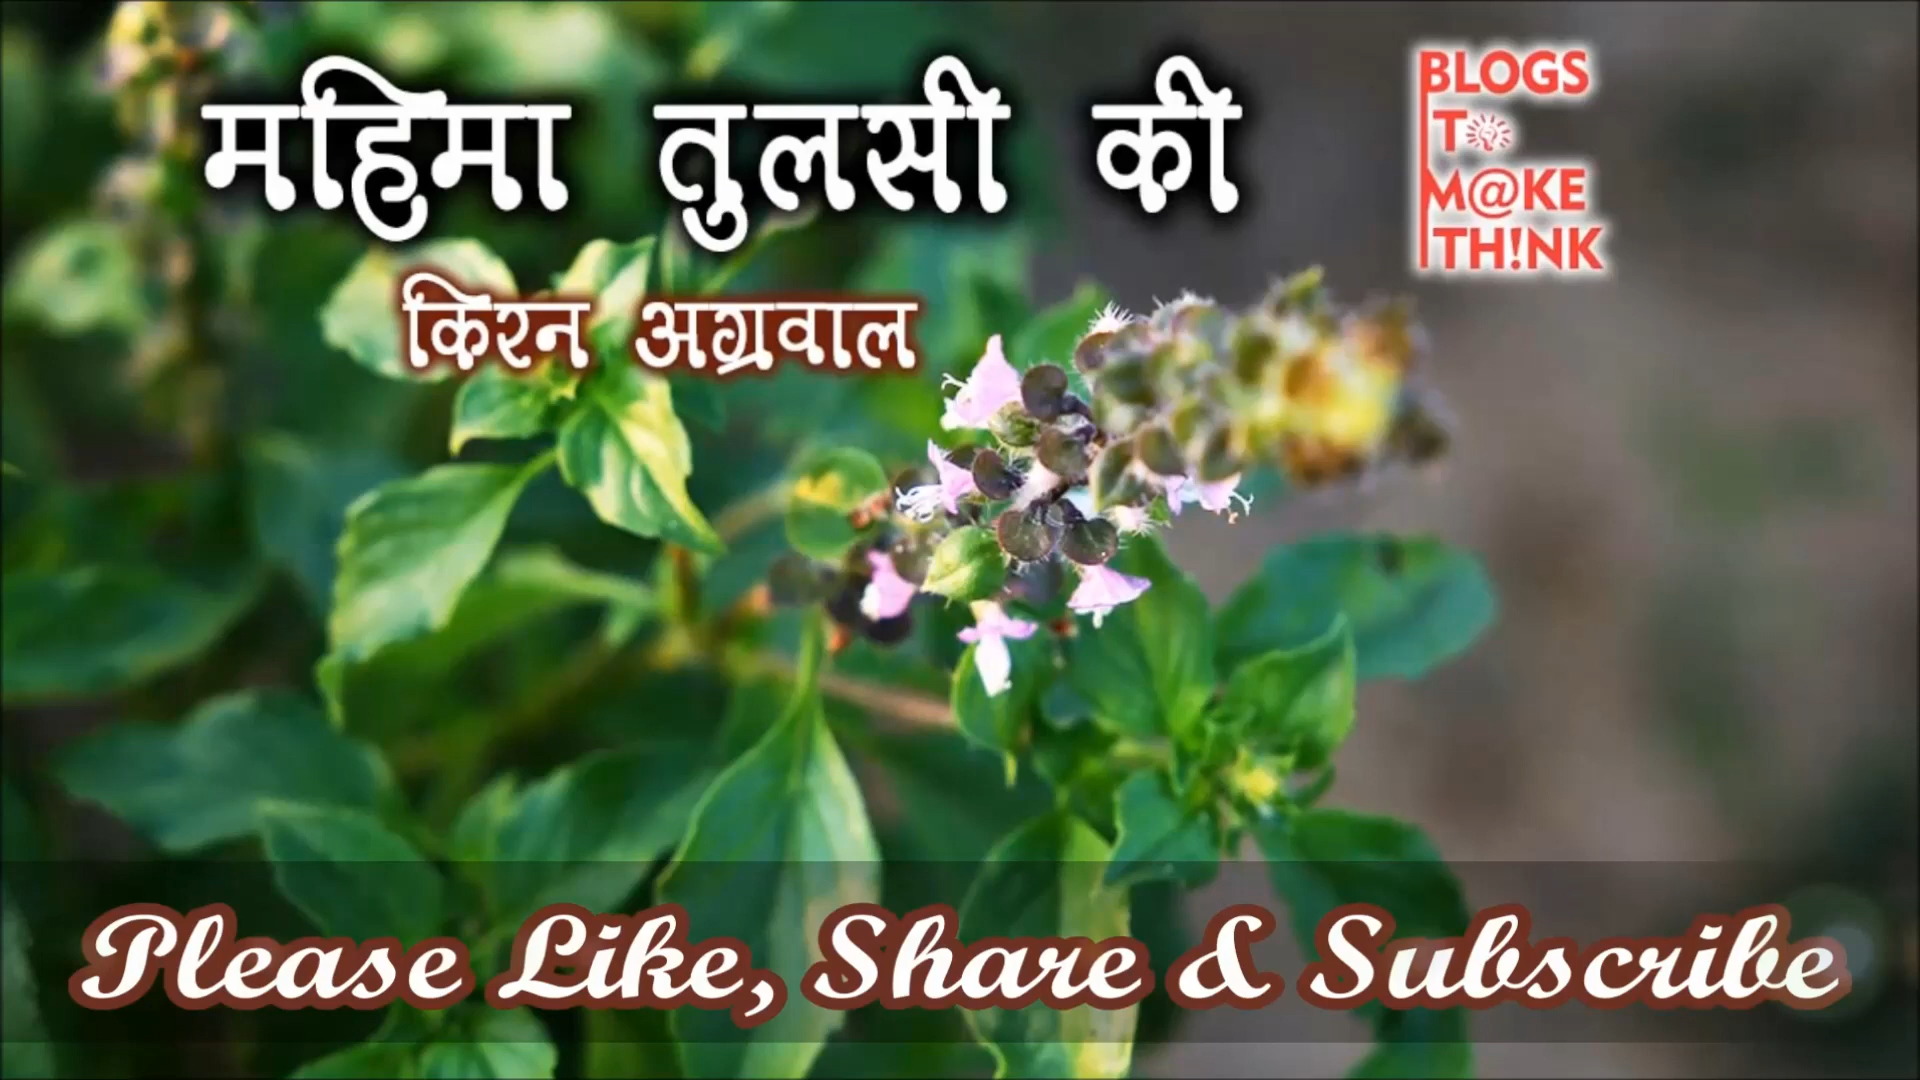 महिमा तुलसी की
किरन अग्रवाल
BLOGS
TO
M@KE
TH!NK
Please Like, Share & Subscribe